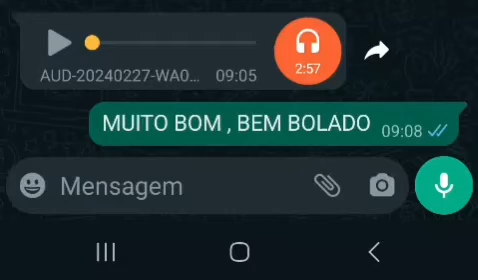 2:57
AUD-20240227-WA0... 09:05
MUITO BOM , BEM BOLADO 09:08
Mensagem